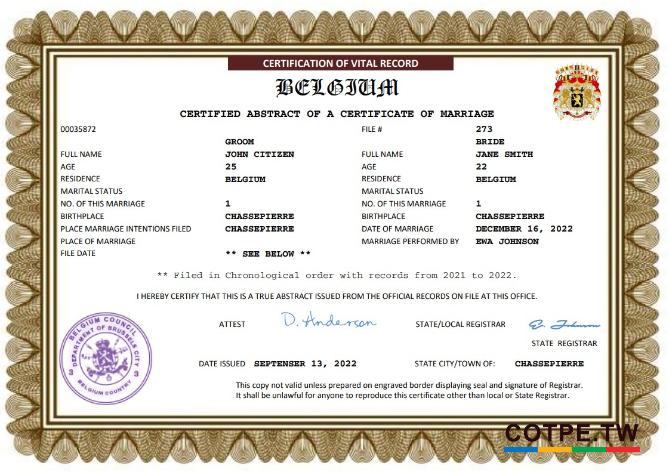 CERTIFICATION OF VITAL RECORD
BELGIUM
CERTIFIED ABSTRACT OF A CERTIFICATE OF MARRIAGE
00035872 FILE # 273
GROOM BRIDE
FULL NAME JOHN CITIZEN FULL NAME JANE SMITH
AGE 25 AGE 22
RESIDENCE BELGIUM RESIDENCE BELGIUM
MARITAL STATUS MARITAL STATUS
NO. OF THIS MARRIAGE 1 NO. OF THIS MARRIAGE 1
BIRTHPLACE CHASSEPIERRE BIRTHPLACE CHASSEPIERRE
PLACE MARRIAGE INTENTIONS FILED CHASSEPIERRE DATE OF MARRIAGE DECEMBER 16, 2022
PLACE OF MARRIAGE MARRIAGE PERFORMED BY EWA JOHNSON
FILE DATE ** SEE BELOW **
** Filed in Chronological order with records from 2021 to 2022.
I HEREBY CERTIFY THAT THIS IS A TRUE ABSTRACT ISSUED FROM THE OFFICIAL RECORDS ON FILE AT THIS OFFICE.
ATTEST D. Anderson STATE/LOCAL REGISTRAR E. Johnson
STATE REGISTRAR
BELGIUM COUNCIL
DEPARTMENT OF BRUSSELS CITY
3 3
BELGIUM COUNTRY
DATE ISSUED SEPTENSER 13, 2022 STATE CITY/TOWN OF: CHASSEPIERRE
This copy not valid unless prepared on engraved border displaying seal and signature of Registrar.
It shall be unlawful for anyone to reproduce this certificate other than local or State Registrar.
COTPE.TW